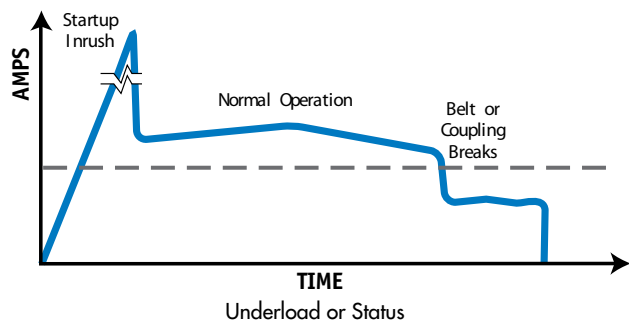 Startup
Inrush
AMPS
Normal Operation
Belt or
Coupling
Breaks
TIME
Underload or Status